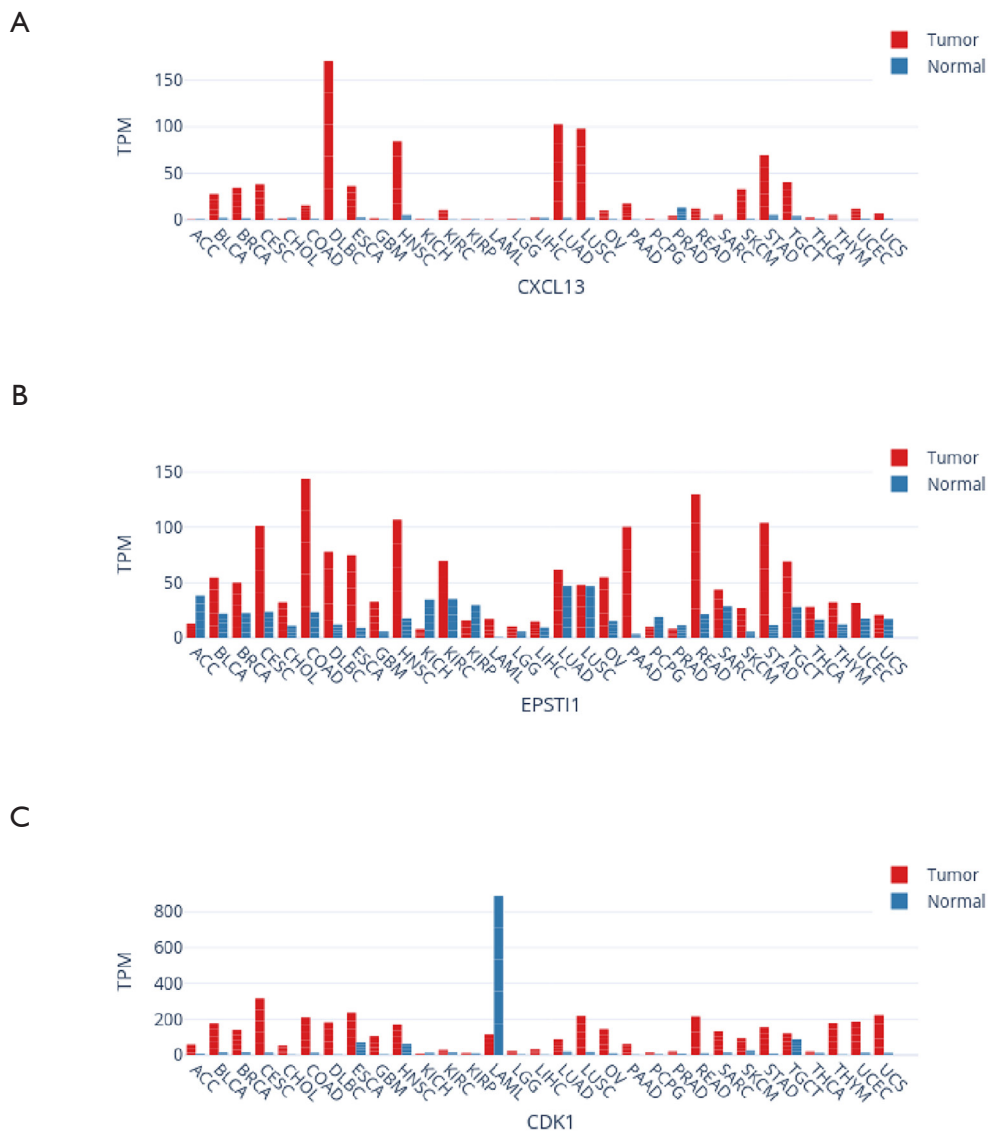 A
Tumor
Normal
TPM
150
100
50
0
ACC BLCA BRCA CESC CHOL COAD DLBC ESCA GBM HNSC KICH KIRC KIRP LAML LGG LIHC LUAD LUSC OV PAAD PCPG PRAD READ SARC SKCM STAD TGCT THCA THYM UCEC UCS
CXCL13
B
Tumor
Normal
TPM
150
100
50
0
ACC BLCA BRCA CESC CHOL COAD DLBC ESCA GBM HNSC KICH KIRC KIRP LAML LGG LIHC LUAD LUSC OV PAAD PCPG PRAD READ SARC SKCM STAD TGCT THCA THYM UCEC UCS
EPSTI1
C
Tumor
Normal
TPM
800
600
400
200
0
ACC BLCA BRCA CESC CHOL COAD DLBC ESCA GBM HNSC KICH KIRC KIRP LAML LGG LIHC LUAD LUSC OV PAAD PCPG PRAD READ SARC SKCM STAD TGCT THCA THYM UCEC UCS
CDK1